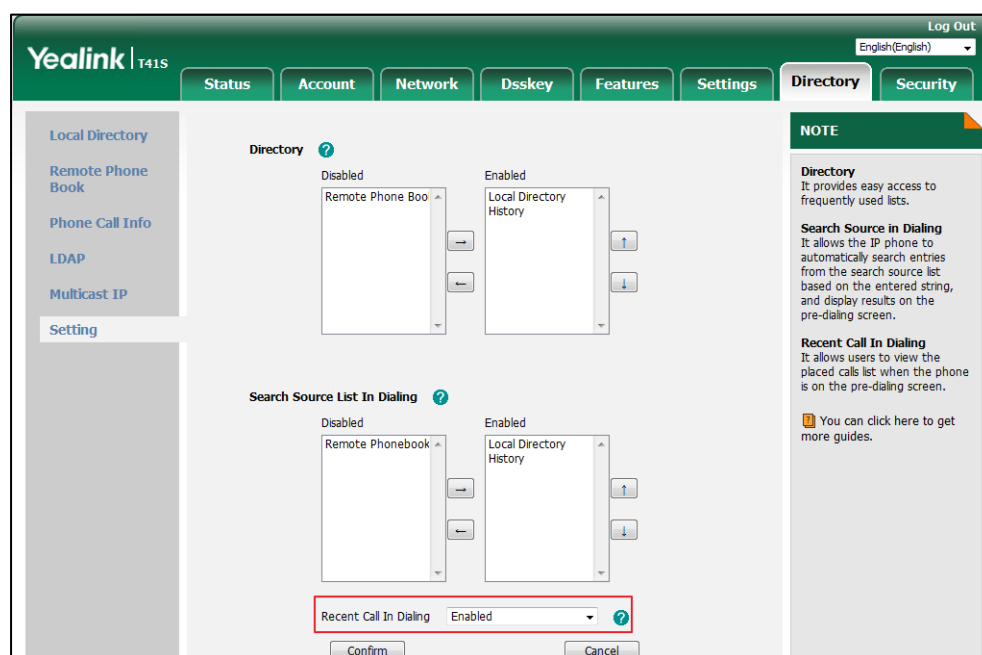 Log Out
English(English)
Yealink T41S
Status Account Network Dsskey Features Settings Directory Security
Local Directory
Remote Phone
Book
Phone Call Info
LDAP
Multicast IP
Setting
Directory ?
Disabled Enabled
Remote Phone Boo Local Directory
History
→ ↑
← ↓
Search Source List In Dialing ?
Disabled Enabled
Remote Phonebook Local Directory
History
→ ↑
← ↓
Recent Call In Dialing Enabled ?
Confirm Cancel
NOTE
Directory
It provides easy access to
frequently used lists.
Search Source in Dialing
It allows the IP phone to
automatically search entries
from the search source list
based on the entered string,
and display results on the
pre-dialing screen.
Recent Call In Dialing
It allows users to view the
placed calls list when the phone
is on the pre-dialing screen.
? You can click here to get
more guides.